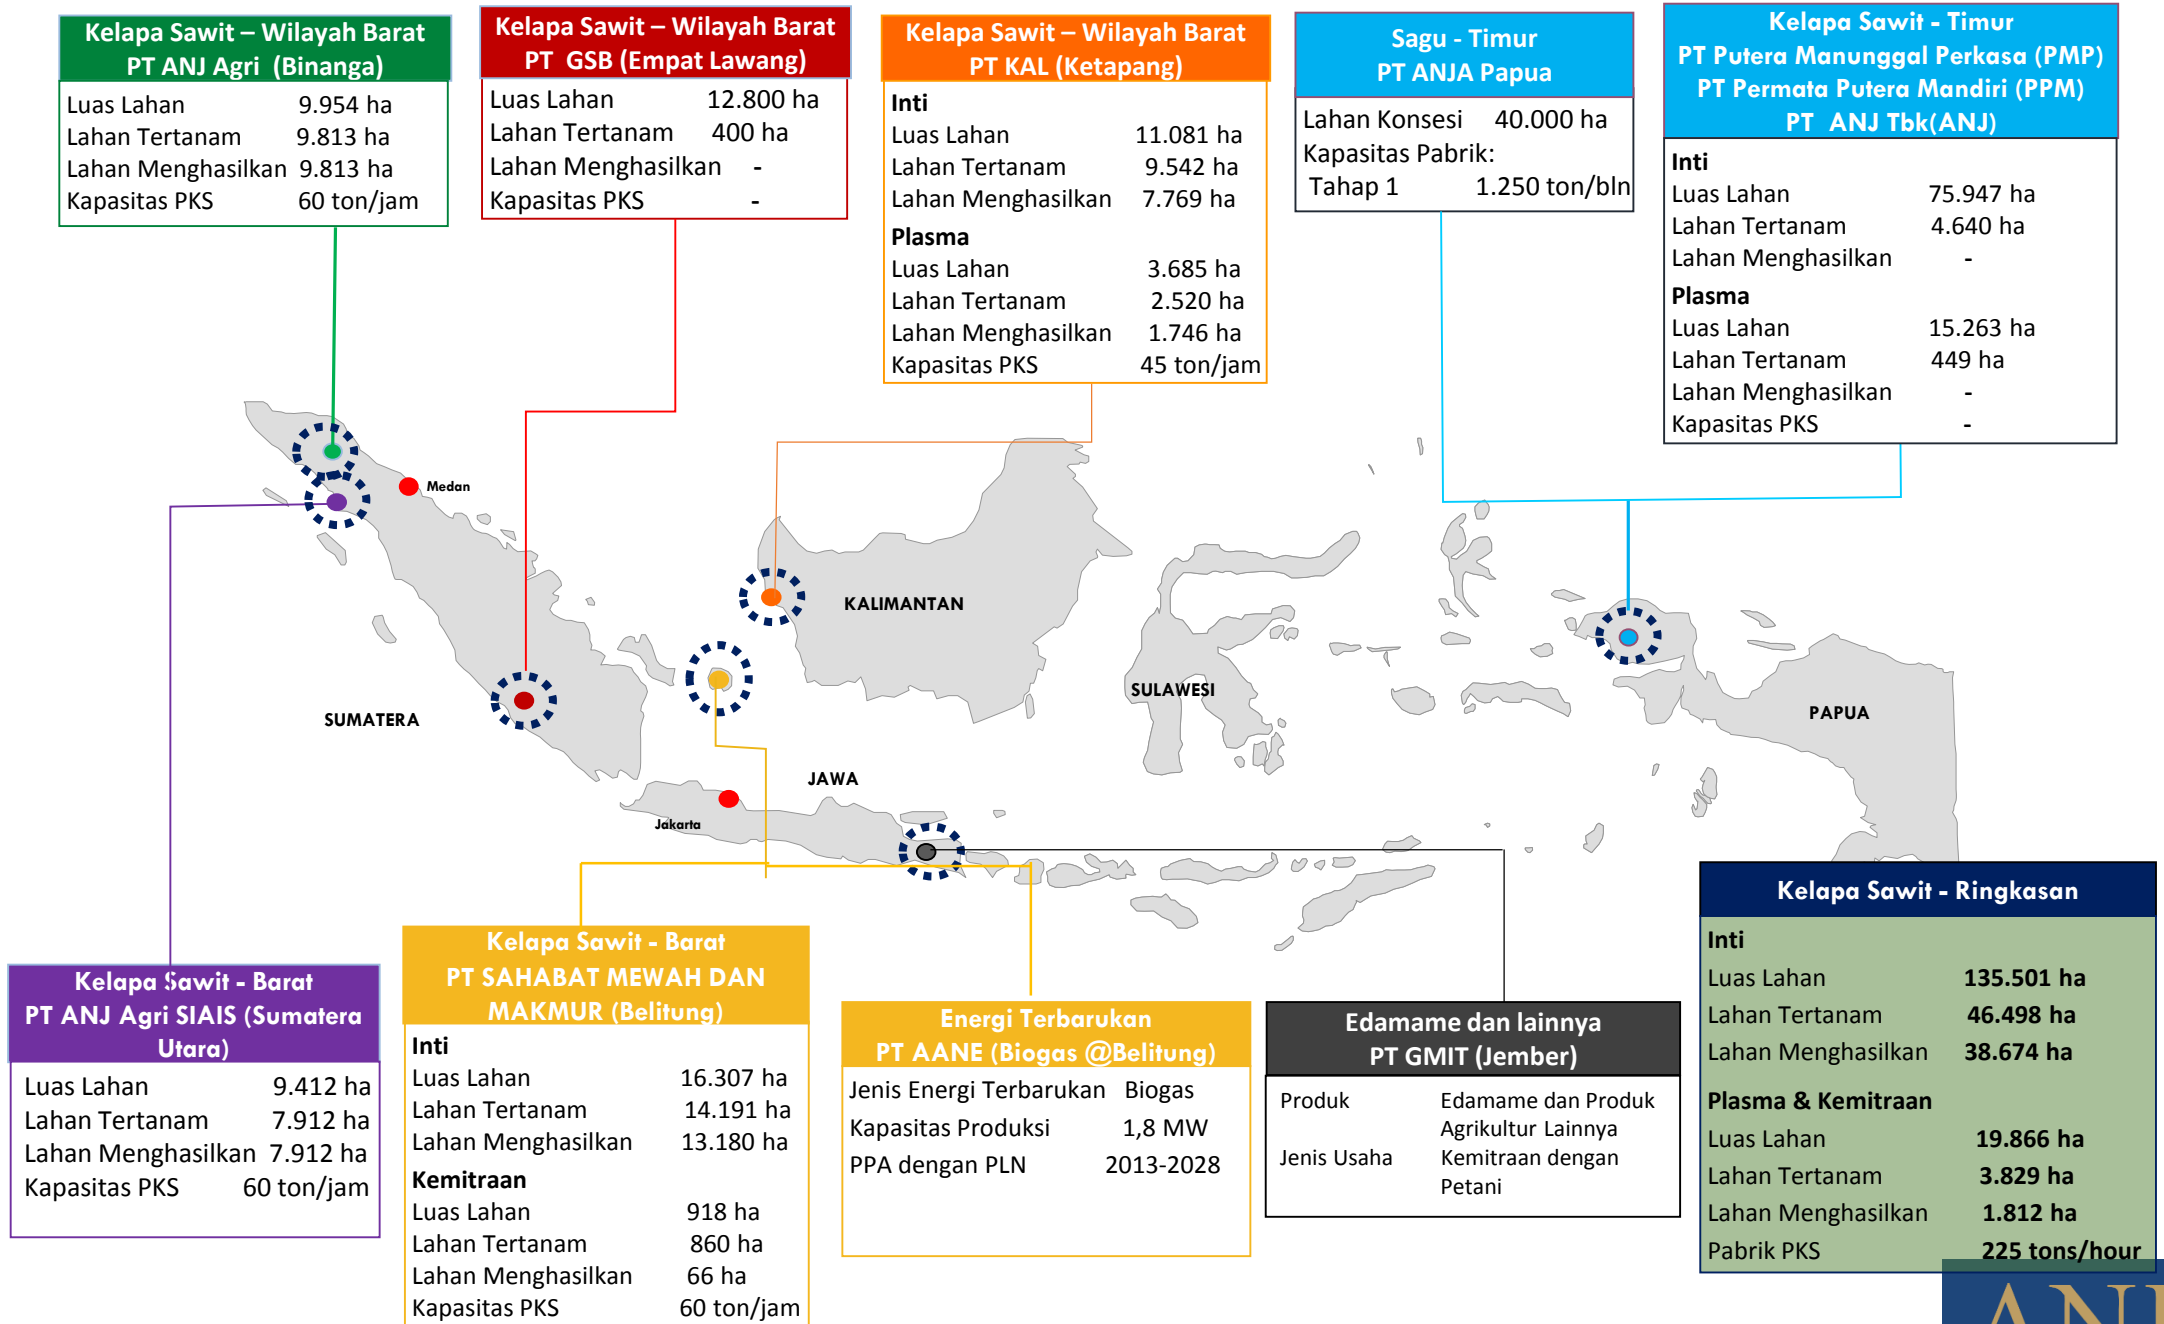 Kelapa Sawit – Wilayah Barat
PT ANJ Agri (Binanga)
Luas Lahan 9.954 ha
Lahan Tertanam 9.813 ha
Lahan Menghasilkan 9.813 ha
Kapasitas PKS 60 ton/jam
Kelapa Sawit – Wilayah Barat
PT GSB (Empat Lawang)
Luas Lahan 12.800 ha
Lahan Tertanam 400 ha
Lahan Menghasilkan -
Kapasitas PKS -
Kelapa Sawit – Wilayah Barat
PT KAL (Ketapang)
Inti
Luas Lahan 11.081 ha
Lahan Tertanam 9.542 ha
Lahan Menghasilkan 7.769 ha
Plasma
Luas Lahan 3.685 ha
Lahan Tertanam 2.520 ha
Lahan Menghasilkan 1.746 ha
Kapasitas PKS 45 ton/jam
Sagu - Timur
PT ANJA Papua
Lahan Konsesi 40.000 ha
Kapasitas Pabrik:
Tahap 1 1.250 ton/bln
Kelapa Sawit - Timur
PT Putera Manunggal Perkasa (PMP)
PT Permata Putera Mandiri (PPM)
PT ANJ Tbk(ANJ)
Inti
Luas Lahan 75.947 ha
Lahan Tertanam 4.640 ha
Lahan Menghasilkan -
Plasma
Luas Lahan 15.263 ha
Lahan Tertanam 449 ha
Lahan Menghasilkan -
Kapasitas PKS -
Medan
KALIMANTAN
SULAWESI
SUMATERA
PAPUA
JAWA
Jakarta
Kelapa Sawit - Barat
PT ANJ Agri SIAIS (Sumatera
Utara)
Luas Lahan 9.412 ha
Lahan Tertanam 7.912 ha
Lahan Menghasilkan 7.912 ha
Kapasitas PKS 60 ton/jam
Kelapa Sawit - Barat
PT SAHABAT MEWAH DAN
MAKMUR (Belitung)
Inti
Luas Lahan 16.307 ha
Lahan Tertanam 14.191 ha
Lahan Menghasilkan 13.180 ha
Kemitraan
Luas Lahan 918 ha
Lahan Tertanam 860 ha
Lahan Menghasilkan 66 ha
Kapasitas PKS 60 ton/jam
Energi Terbarukan
PT AANE (Biogas @Belitung)
Jenis Energi Terbarukan Biogas
Kapasitas Produksi 1,8 MW
PPA dengan PLN 2013-2028
Edamame dan lainnya
PT GMIT (Jember)
Produk Edamame dan Produk
Agrikultur Lainnya
Jenis Usaha Kemitraan dengan
Petani
Kelapa Sawit - Ringkasan
Inti
Luas Lahan 135.501 ha
Lahan Tertanam 46.498 ha
Lahan Menghasilkan 38.674 ha
Plasma & Kemitraan
Luas Lahan 19.866 ha
Lahan Tertanam 3.829 ha
Lahan Menghasilkan 1.812 ha
Pabrik PKS 225 tons/hour